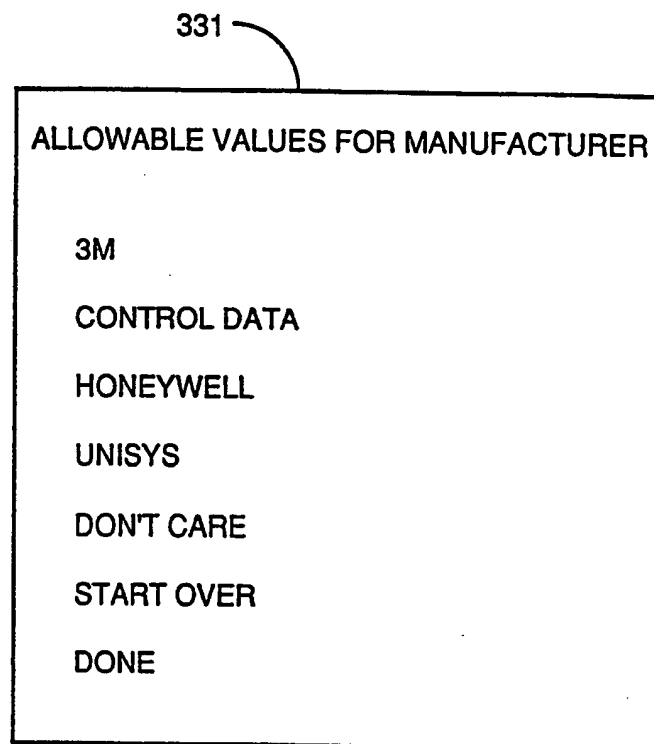 331
ALLOWABLE VALUES FOR MANUFACTURER
3M
CONTROL DATA
HONEYWELL
UNISYS
DON'T CARE
START OVER
DONE